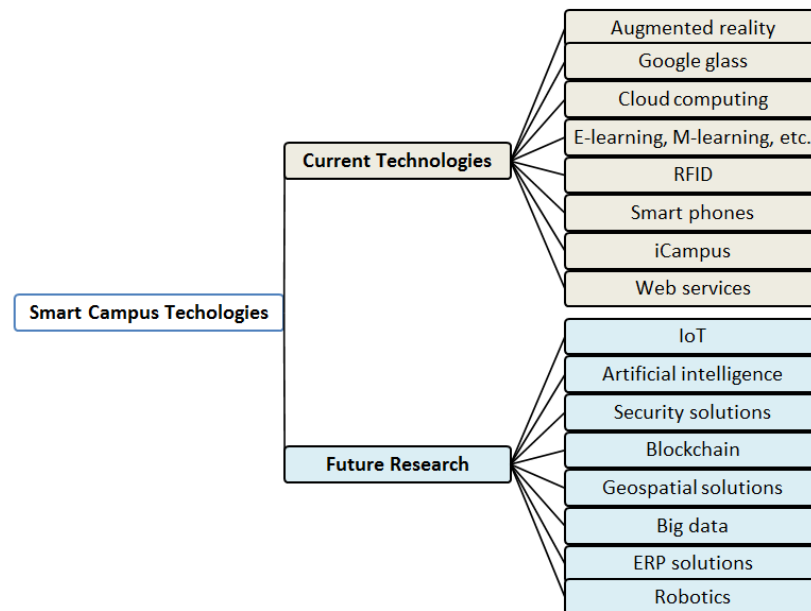 Smart Campus Techologies
Current Technologies
Augmented reality
Google glass
Cloud computing
E-learning, M-learning, etc.
RFID
Smart phones
iCampus
Web services
Future Research
IoT
Artificial intelligence
Security solutions
Blockchain
Geospatial solutions
Big data
ERP solutions
Robotics